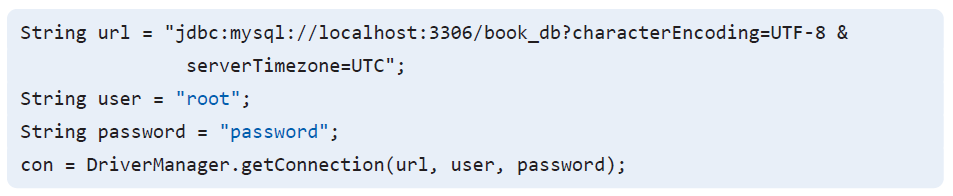 String url = "jdbc:mysql://localhost:3306/book_db?characterEncoding=UTF-8 &
serverTimezone=UTC";
String user = "root";
String password = "password";
con = DriverManager.getConnection(url, user, password);